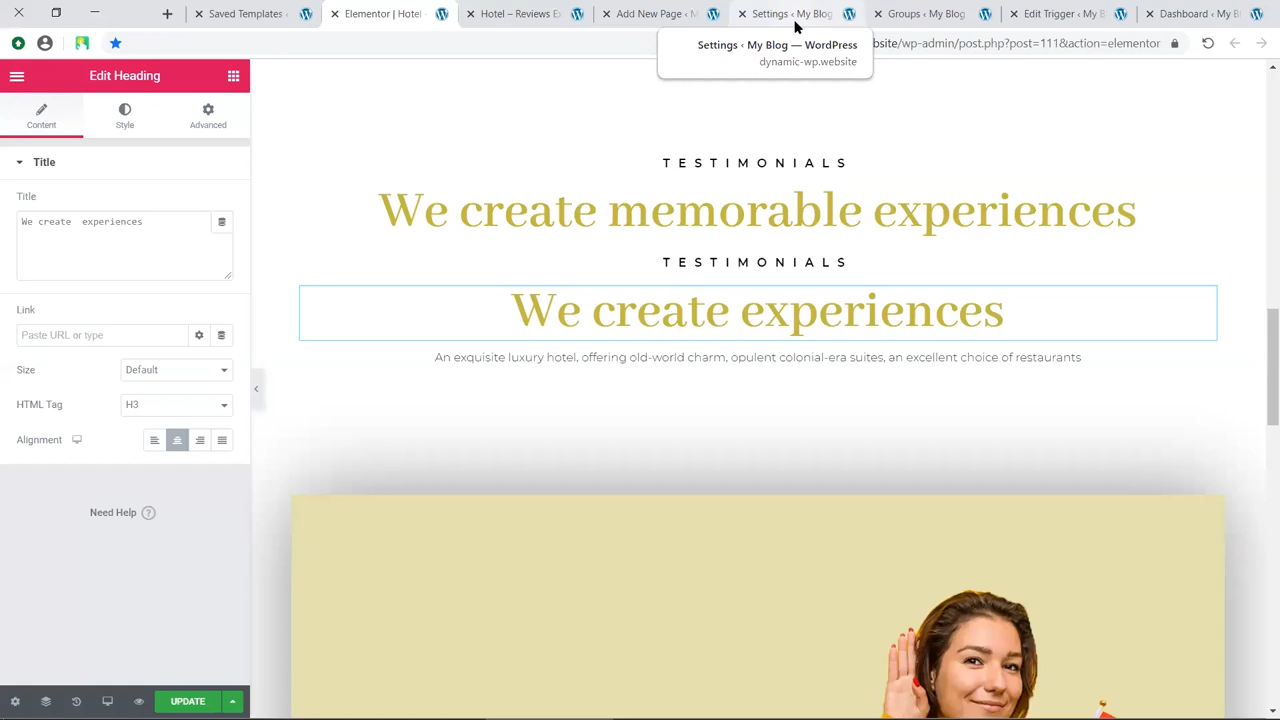 Saved Templates ‹
Elementor | Hotel -
Hotel – Reviews Ex
Add New Page ‹ M
Settings ‹ My Blog
Groups ‹ My Blog
Edit Trigger ‹ My B
Dashboard ‹ My B
site/wp-admin/post.php?post=111&action=elementor
Settings ‹ My Blog — WordPress
dynamic-wp.website
Edit Heading
Content
Style
Advanced
Title
Title
We create  experiences
Link
Paste URL or type
Size
Default
HTML Tag
H3
Alignment
Need Help ?
UPDATE
TESTIMONIALS
We create memorable experiences
TESTIMONIALS
We create experiences
An exquisite luxury hotel, offering old-world charm, opulent colonial-era suites, an excellent choice of restaurants